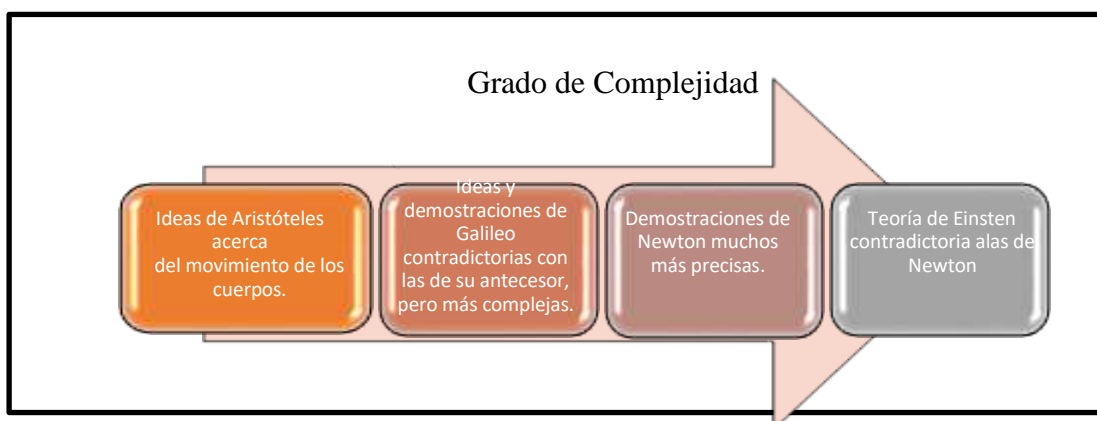 Grado de Complejidad
Ideas de Aristóteles
acerca
del movimiento de los
cuerpos.
Ideas y
demostraciones de
Galileo
contradictorias con
las de su antecesor,
pero más complejas.
Demostraciones de
Newton muchos
más precisas.
Teoría de Einsten
contradictoria alas de
Newton